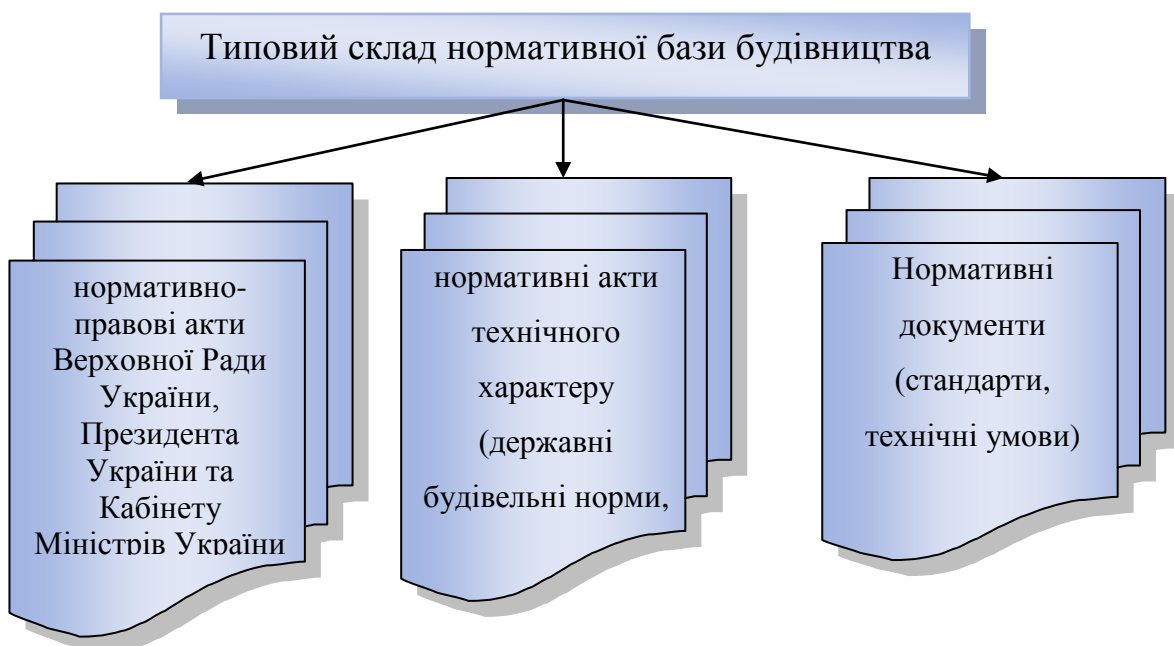 Типовий склад нормативної бази будівництва
нормативно-
правові акти
Верховної Ради
України,
Президента
України та
Кабінету
Міністрів України
нормативні акти
технічного
характеру
(державні
будівельні норми,
Нормативні
документи
(стандарти,
технічні умови)